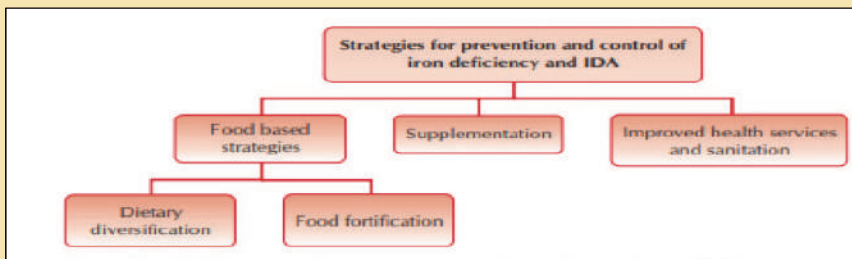 Strategies for prevention and control of
iron deficiency and IDA
Food based
strategies
Supplementation
Improved health services
and sanitation
Dietary
diversification
Food fortification